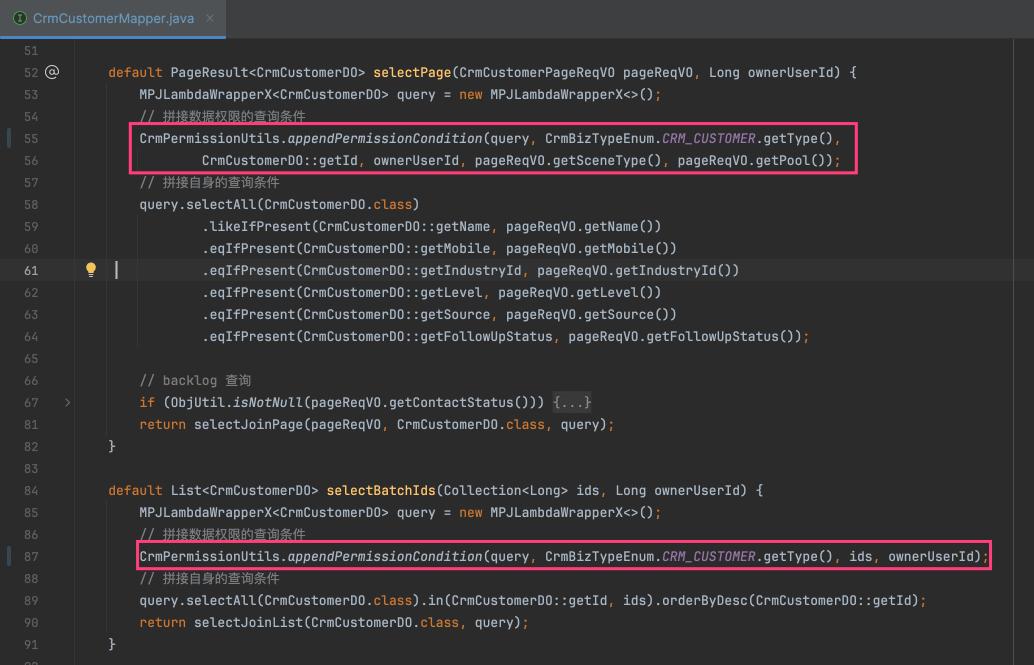 CrmCustomerMapper.java ×
51
52 @ default PageResult<CrmCustomerDO> selectPage(CrmCustomerPageReqVO pageReqVO, Long ownerUserId) {
53 MPJLambdaWrapperX<CrmCustomerDO> query = new MPJLambdaWrapperX<>();
54 // 拼接数据权限的查询条件
55 CrmPermissionUtils.appendPermissionCondition(query, CrmBizTypeEnum.CRM_CUSTOMER.getType(),
56 CrmCustomerDO::getId, ownerUserId, pageReqVO.getSceneType(), pageReqVO.getPool());
57 // 拼接自身的查询条件
58 query.selectAll(CrmCustomerDO.class)
59 .likeIfPresent(CrmCustomerDO::getName, pageReqVO.getName())
60 .eqIfPresent(CrmCustomerDO::getMobile, pageReqVO.getMobile())
61 .eqIfPresent(CrmCustomerDO::getIndustryId, pageReqVO.getIndustryId())
62 .eqIfPresent(CrmCustomerDO::getLevel, pageReqVO.getLevel())
63 .eqIfPresent(CrmCustomerDO::getSource, pageReqVO.getSource())
64 .eqIfPresent(CrmCustomerDO::getFollowUpStatus, pageReqVO.getFollowUpStatus());
65
66 // backlog 查询
67 if (ObjUtil.isNotNull(pageReqVO.getContactStatus())) {...}
81 return selectJoinPage(pageReqVO, CrmCustomerDO.class, query);
82 }
83
84 default List<CrmCustomerDO> selectBatchIds(Collection<Long> ids, Long ownerUserId) {
85 MPJLambdaWrapperX<CrmCustomerDO> query = new MPJLambdaWrapperX<>();
86 // 拼接数据权限的查询条件
87 CrmPermissionUtils.appendPermissionCondition(query, CrmBizTypeEnum.CRM_CUSTOMER.getType(), ids, ownerUserId);
88 // 拼接自身的查询条件
89 query.selectAll(CrmCustomerDO.class).in(CrmCustomerDO::getId, ids).orderByDesc(CrmCustomerDO::getId);
90 return selectJoinList(CrmCustomerDO.class, query);
91 }